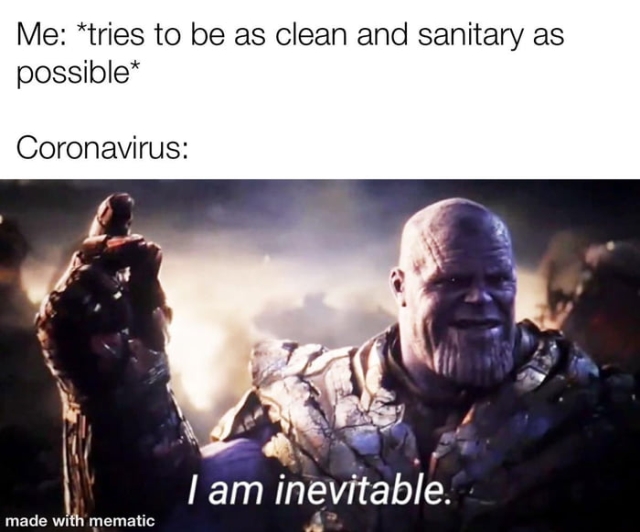 Me: *tries to be as clean and sanitary as
possible*
Coronavirus:
I am inevitable.
made with mematic